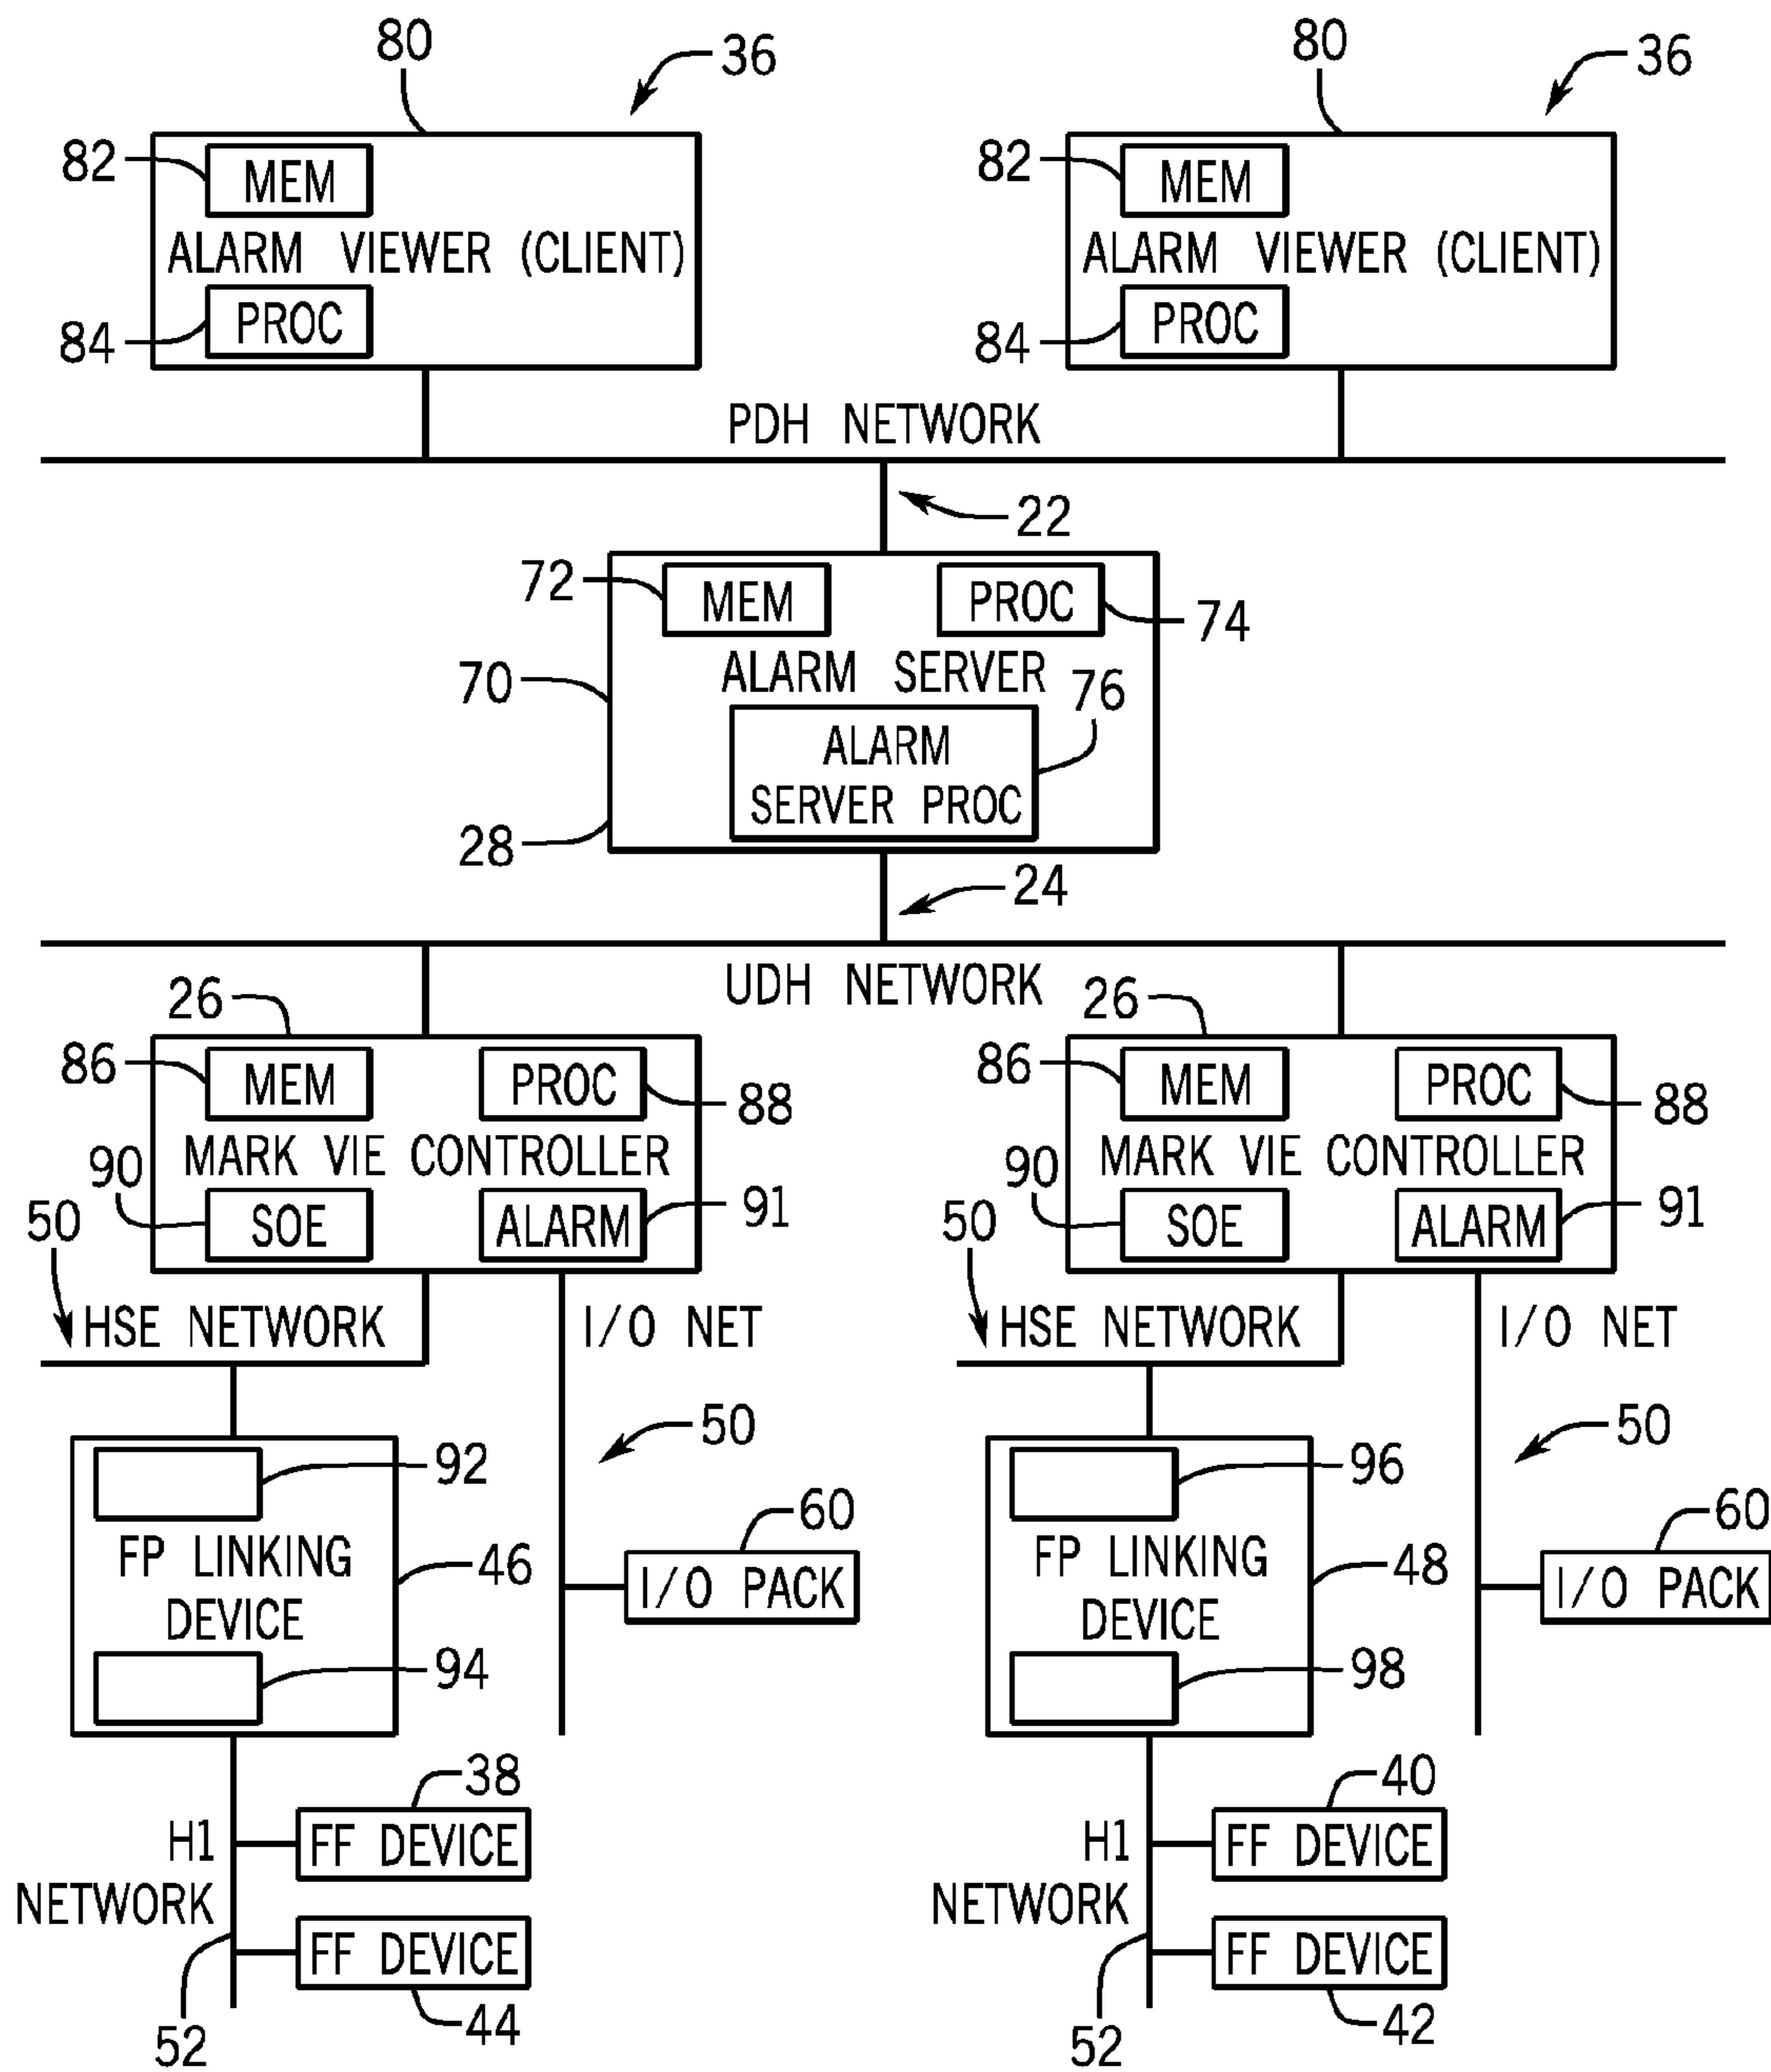 80
36
80
36
82
MEM
82
MEM
ALARM VIEWER (CLIENT)
ALARM VIEWER (CLIENT)
84
PROC
84
PROC
PDH NETWORK
22
72
MEM
PROC
74
ALARM SERVER
70
76
ALARM
SERVER PROC
28
24
UDH NETWORK
26
26
86
MEM
PROC
88
86
MEM
PROC
88
MARK VIE CONTROLLER
MARK VIE CONTROLLER
90
SOE
ALARM
91
90
SOE
ALARM
91
50
HSE NETWORK
I/O NET
50
HSE NETWORK
I/O NET
50
50
92
96
60
60
FP LINKING
DEVICE
46
I/O PACK
FP LINKING
DEVICE
48
I/O PACK
94
98
38
40
H1
NETWORK
FF DEVICE
H1
NETWORK
FF DEVICE
FF DEVICE
FF DEVICE
52
44
52
42